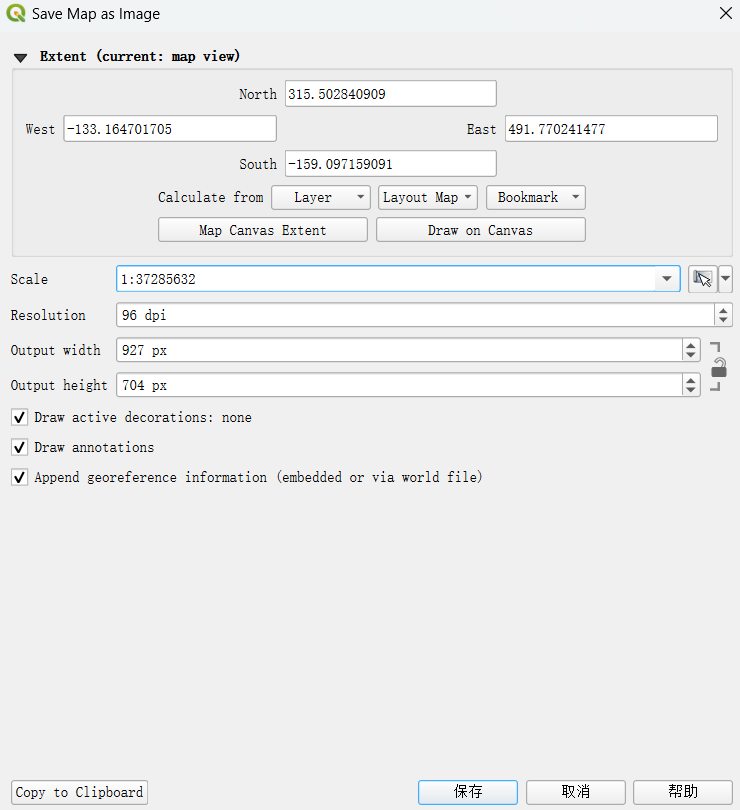 Save Map as Image
Extent (current: map view)
North 315.502840909
West -133.164701705 East 491.770241477
South -159.097159091
Calculate from Layer Layout Map Bookmark
Map Canvas Extent Draw on Canvas
Scale 1:37285632
Resolution 96 dpi
Output width 927 px
Output height 704 px
Draw active decorations: none
Draw annotations
Append georeference information (embedded or via world file)
Copy to Clipboard 保存 取消 帮助